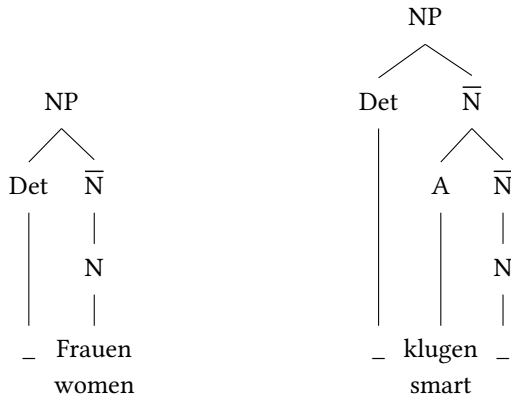 NP
NP
Det N̅
Det N̅
A N̅
N
N
_ Frauen
women
_ klugen _
smart